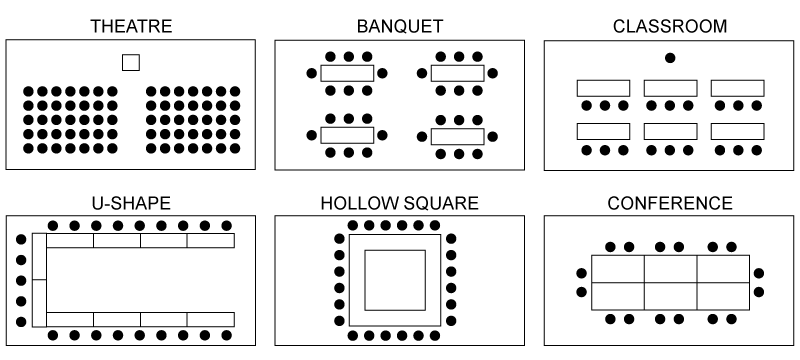 THEATRE
BANQUET
CLASSROOM
U-SHAPE
HOLLOW SQUARE
CONFERENCE